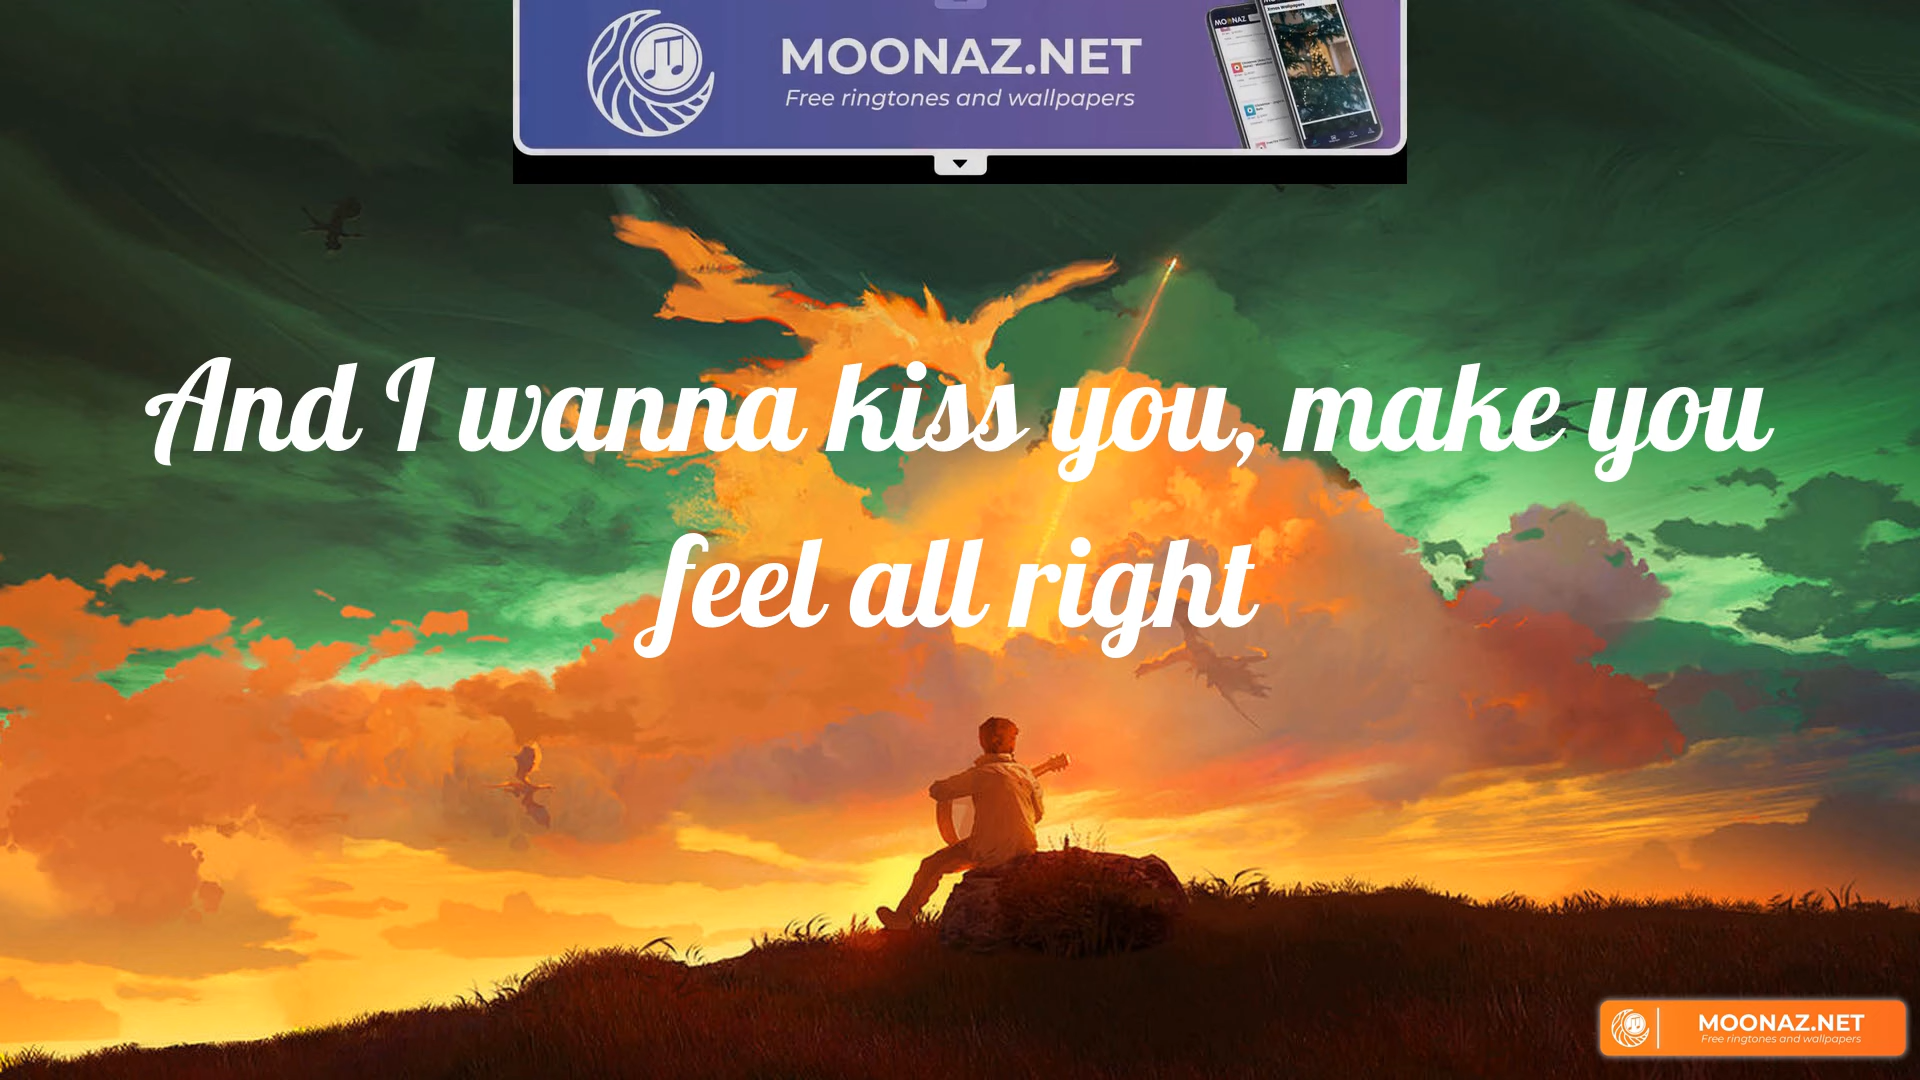 MOONAZ.NET
Free ringtones and wallpapers
And I wanna kiss you, make you
feel all right
MOONAZ.NET
Free ringtones and wallpapers